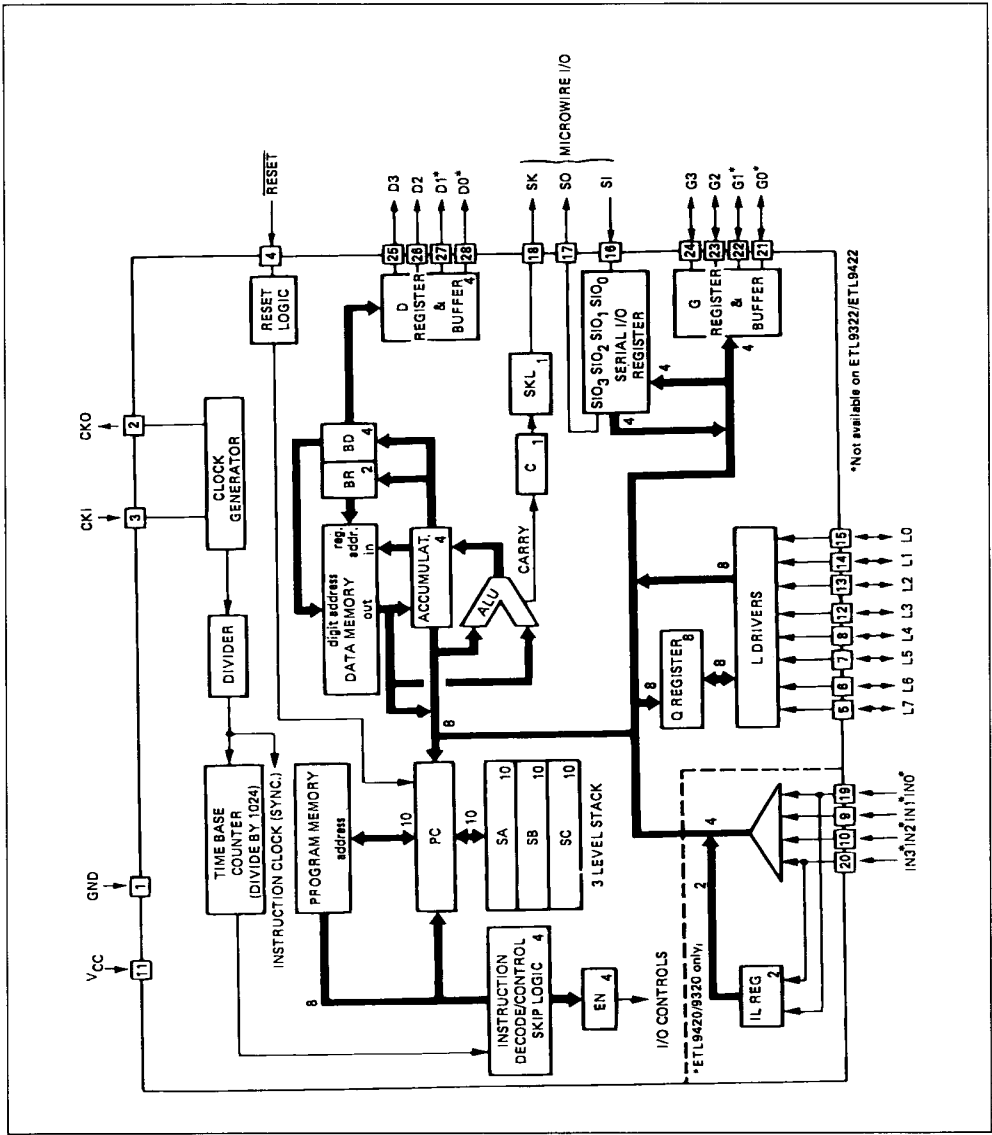 VCC
GND
CKI
CKO
RESET
11
1
3
2
4
TIME BASE
COUNTER
(DIVIDE BY 1024)
DIVIDER
CLOCK
GENERATOR
RESET
LOGIC
INSTRUCTION CLOCK (SYNC.)
PROGRAM MEMORY
address
8
10
PC
8
10
SA 10
SB 10
SC 10
3 LEVEL STACK
INSTRUCTION
DECODE/CONTROL
SKIP LOGIC
4
EN 4
I/O CONTROLS
digit address
DATA MEMORY
out
reg.
addr.
in
BR 2
BD 4
ACCUMULAT. 4
ALU
CARRY
C 1
SKL 1
D
REGISTER
&
BUFFER
4
25 D3
26 D2
27 D1*
28 D0*
18 SK
17 SO
16 SI
MICROWIRE I/O
SIO3 SIO2 SIO1 SIO0
SERIAL I/O
REGISTER
4
4
4
G
REGISTER
&
BUFFER
24 G3
23 G2
22 G1*
21 G0*
Q REGISTER 8
8
8
8
L DRIVERS
5 6 7 8 12 13 14 15
L7 L6 L5 L4 L3 L2 L1 L0
*ETL9420/9320 only,
IL REG 2
2
4
20 10 9 19
IN3* IN2* IN1* IN0*
*Not available on ETL9322/ETL9422